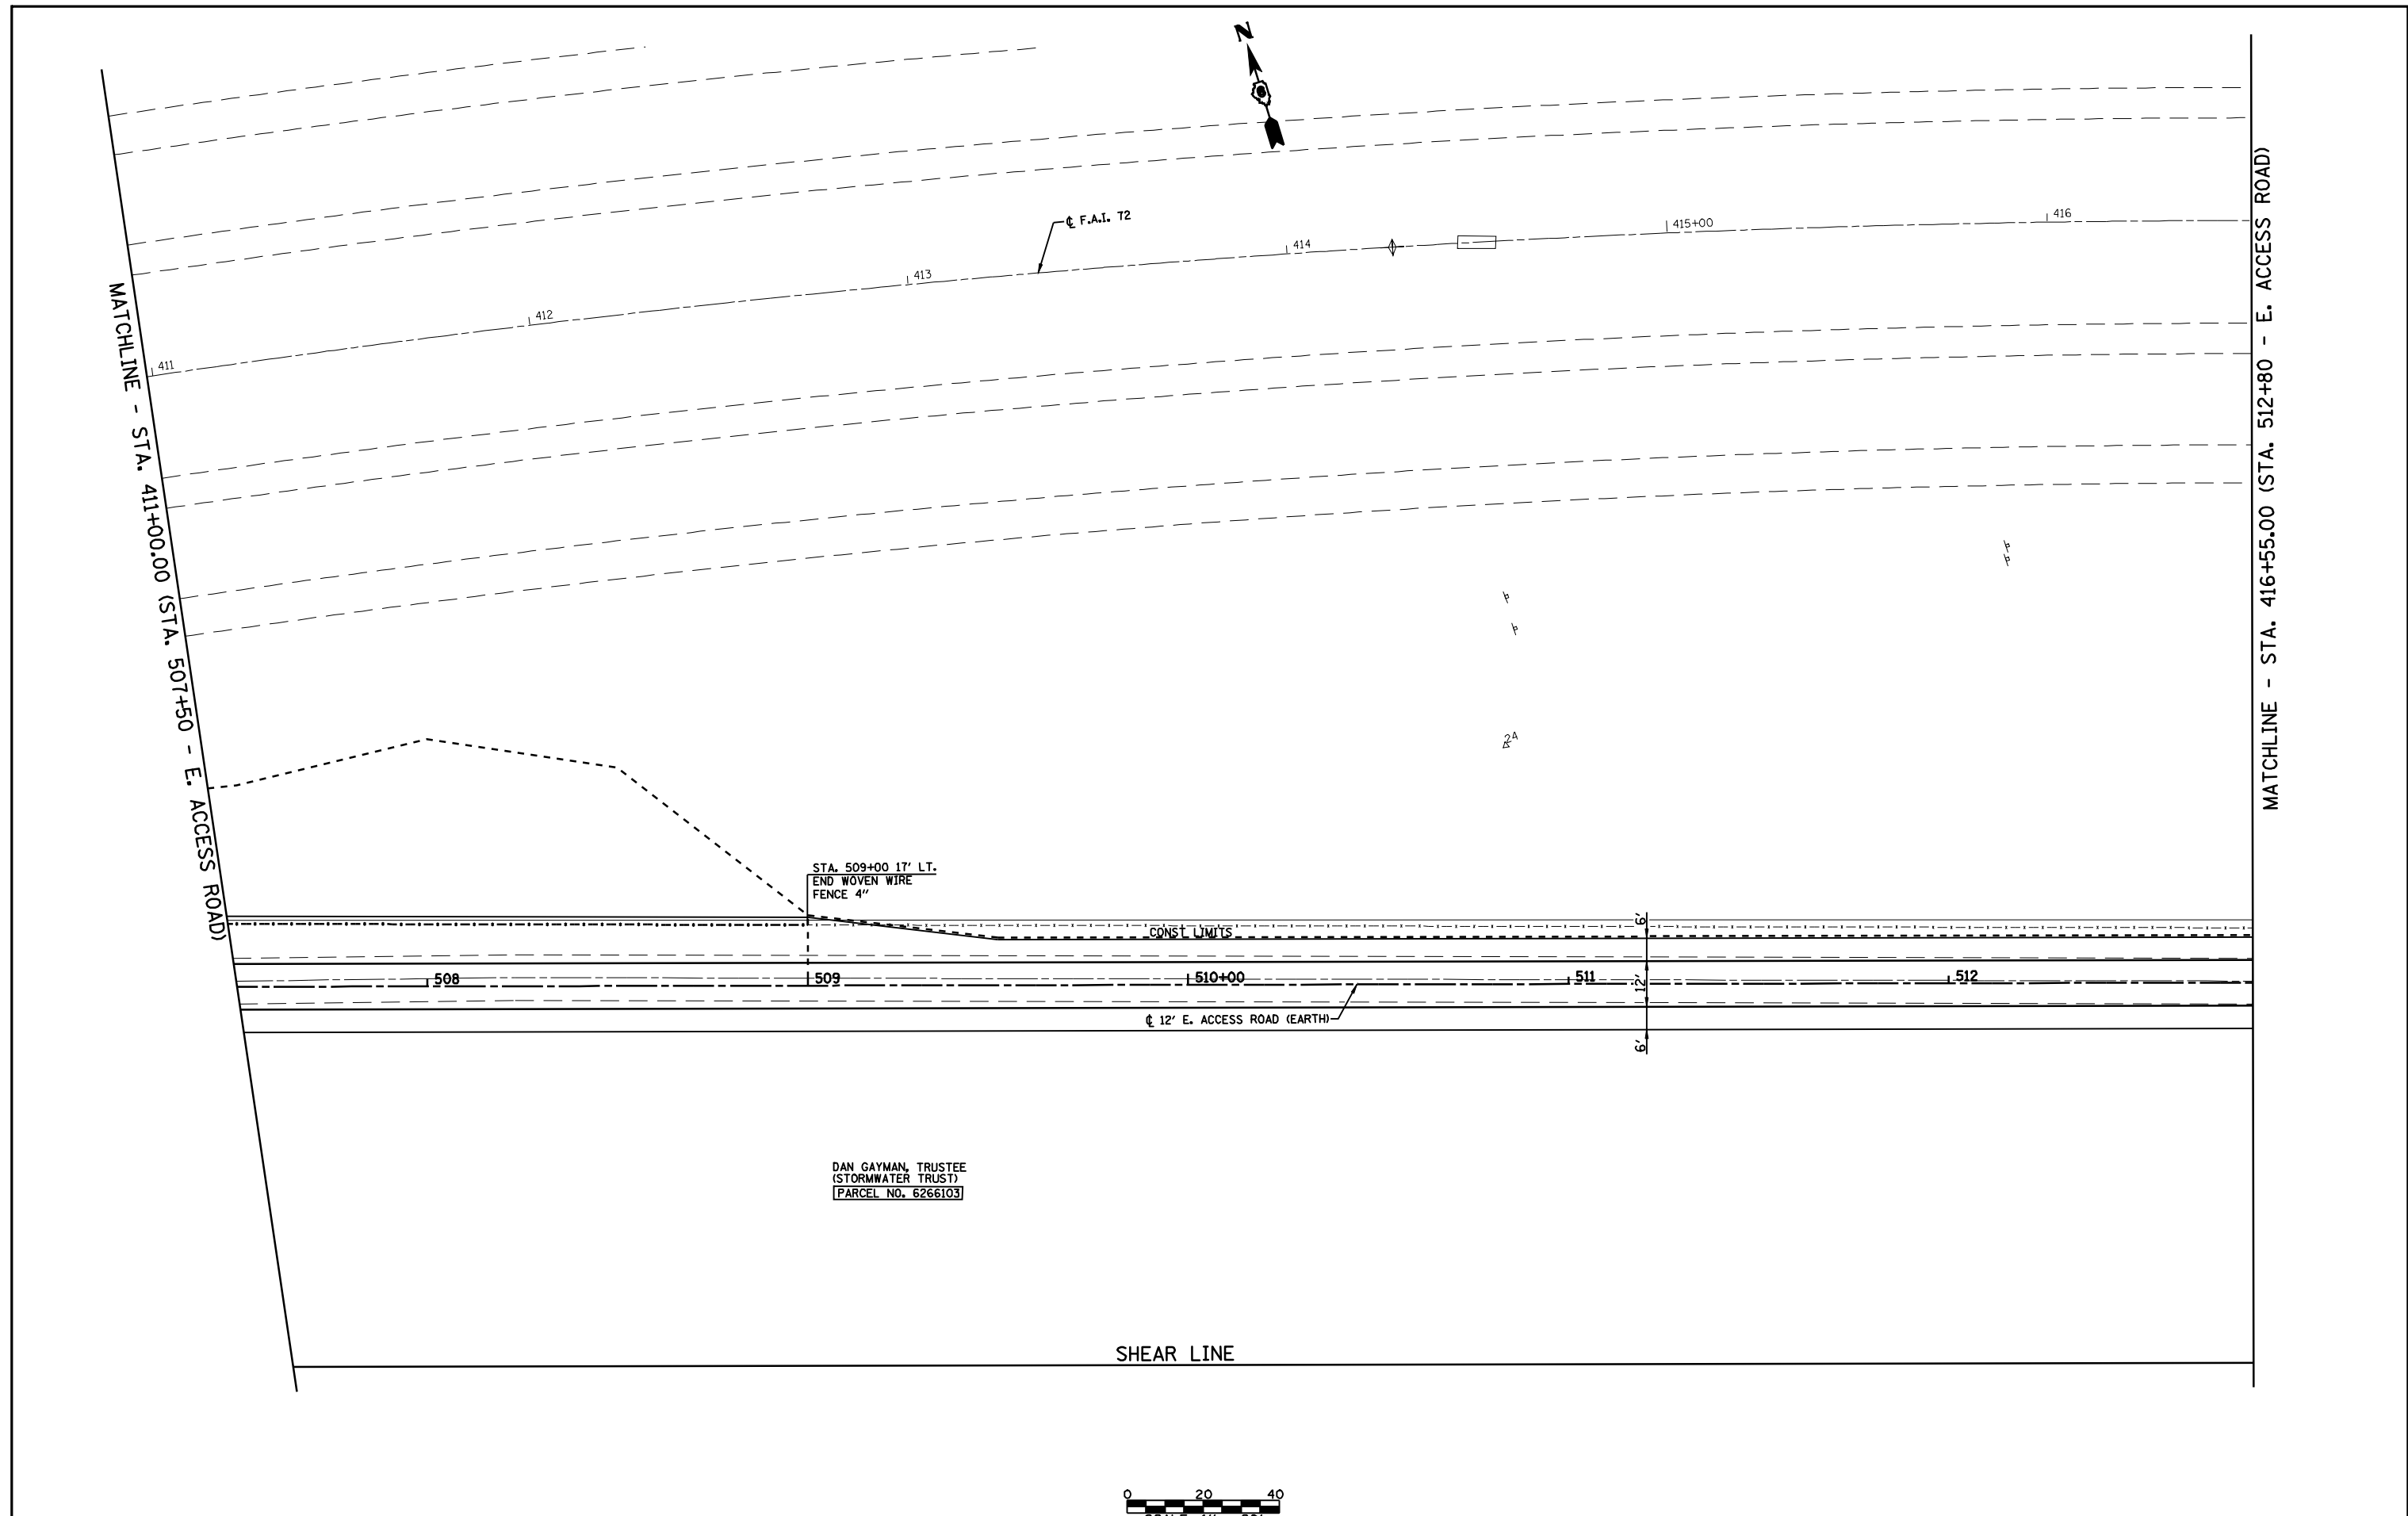 N
6
MATCHLINE - STA. 411+00.00 (STA. 507+50 - E. ACCESS ROAD)
℄ F.A.I. 72
411
412
413
414
415+00
416
MATCHLINE - STA. 416+55.00 (STA. 512+80 - E. ACCESS ROAD)
24
STA. 509+00 17' LT.
END WOVEN WIRE
FENCE 4"
CONST LIMITS
6'
12'
6'
508
509
510+00
511
512
℄ 12' E. ACCESS ROAD (EARTH)
DAN GAYMAN, TRUSTEE
(STORMWATER TRUST)
PARCEL NO. 6266103
SHEAR LINE
0 20 40